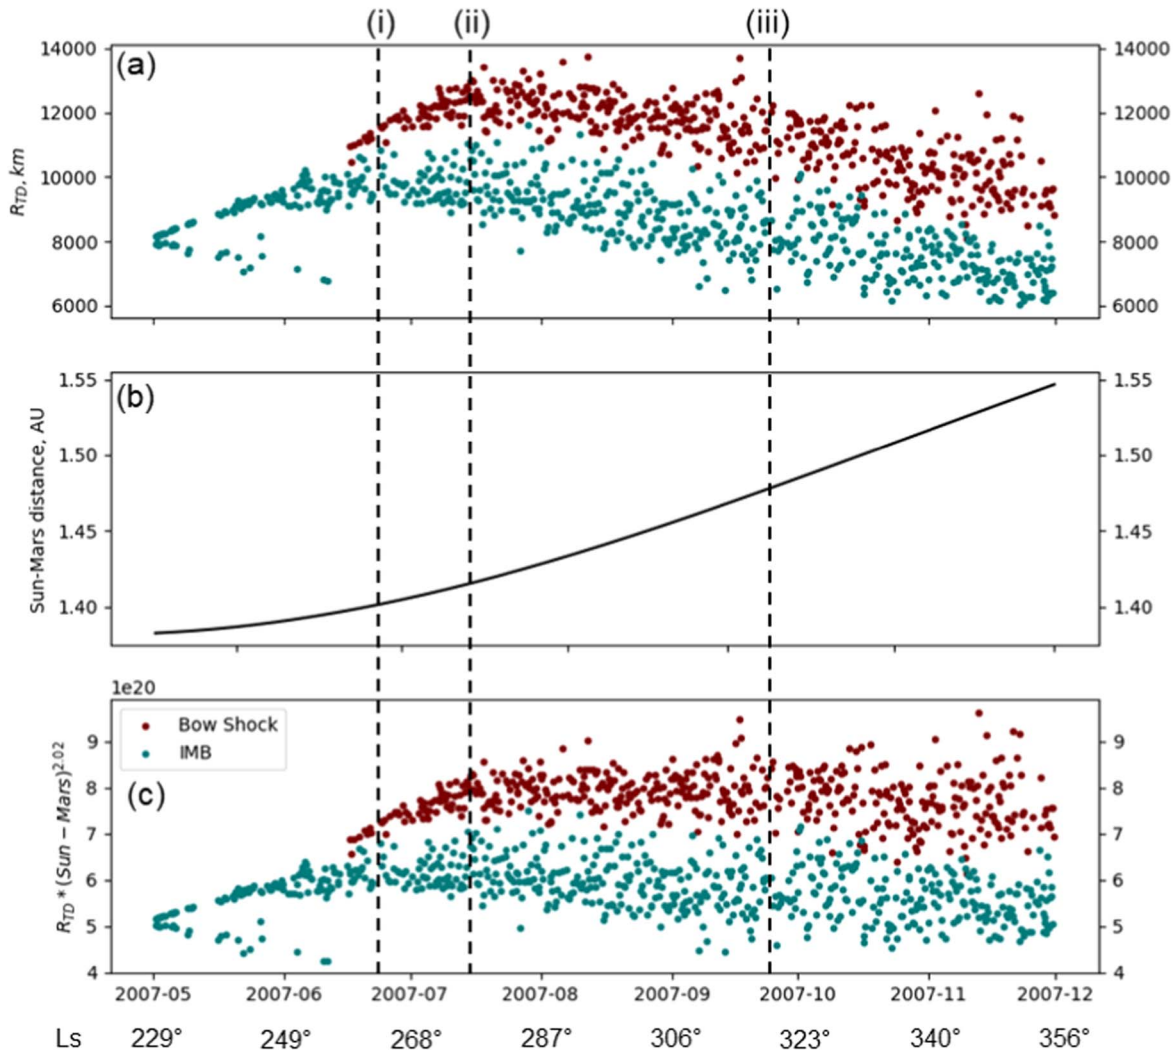 (i) (ii) (iii)
(a)
14000 14000
12000 12000
10000 10000
8000 8000
6000 6000
R_TD, km
(b)
1.55 1.55
1.50 1.50
1.45 1.45
1.40 1.40
Sun-Mars distance, AU
1e20
Bow Shock
IMB
(c)
9 9
8 8
7 7
6 6
5 5
4 4
R_TD * (Sun − Mars)^2.02
2007-05 2007-06 2007-07 2007-08 2007-09 2007-10 2007-11 2007-12
Ls 229° 249° 268° 287° 306° 323° 340° 356°